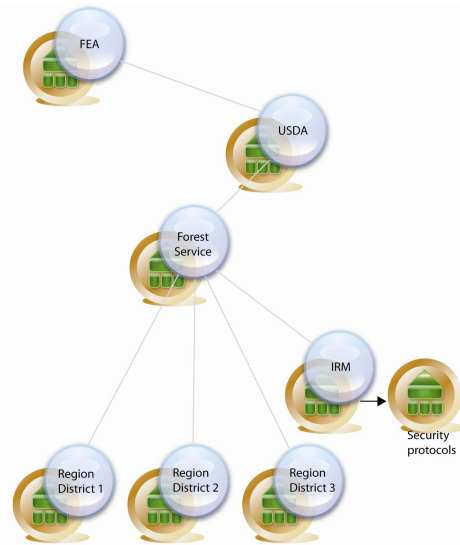 FEA
USDA
Forest
Service
IRM
Security
protocols
Region
District 1
Region
District 2
Region
District 3